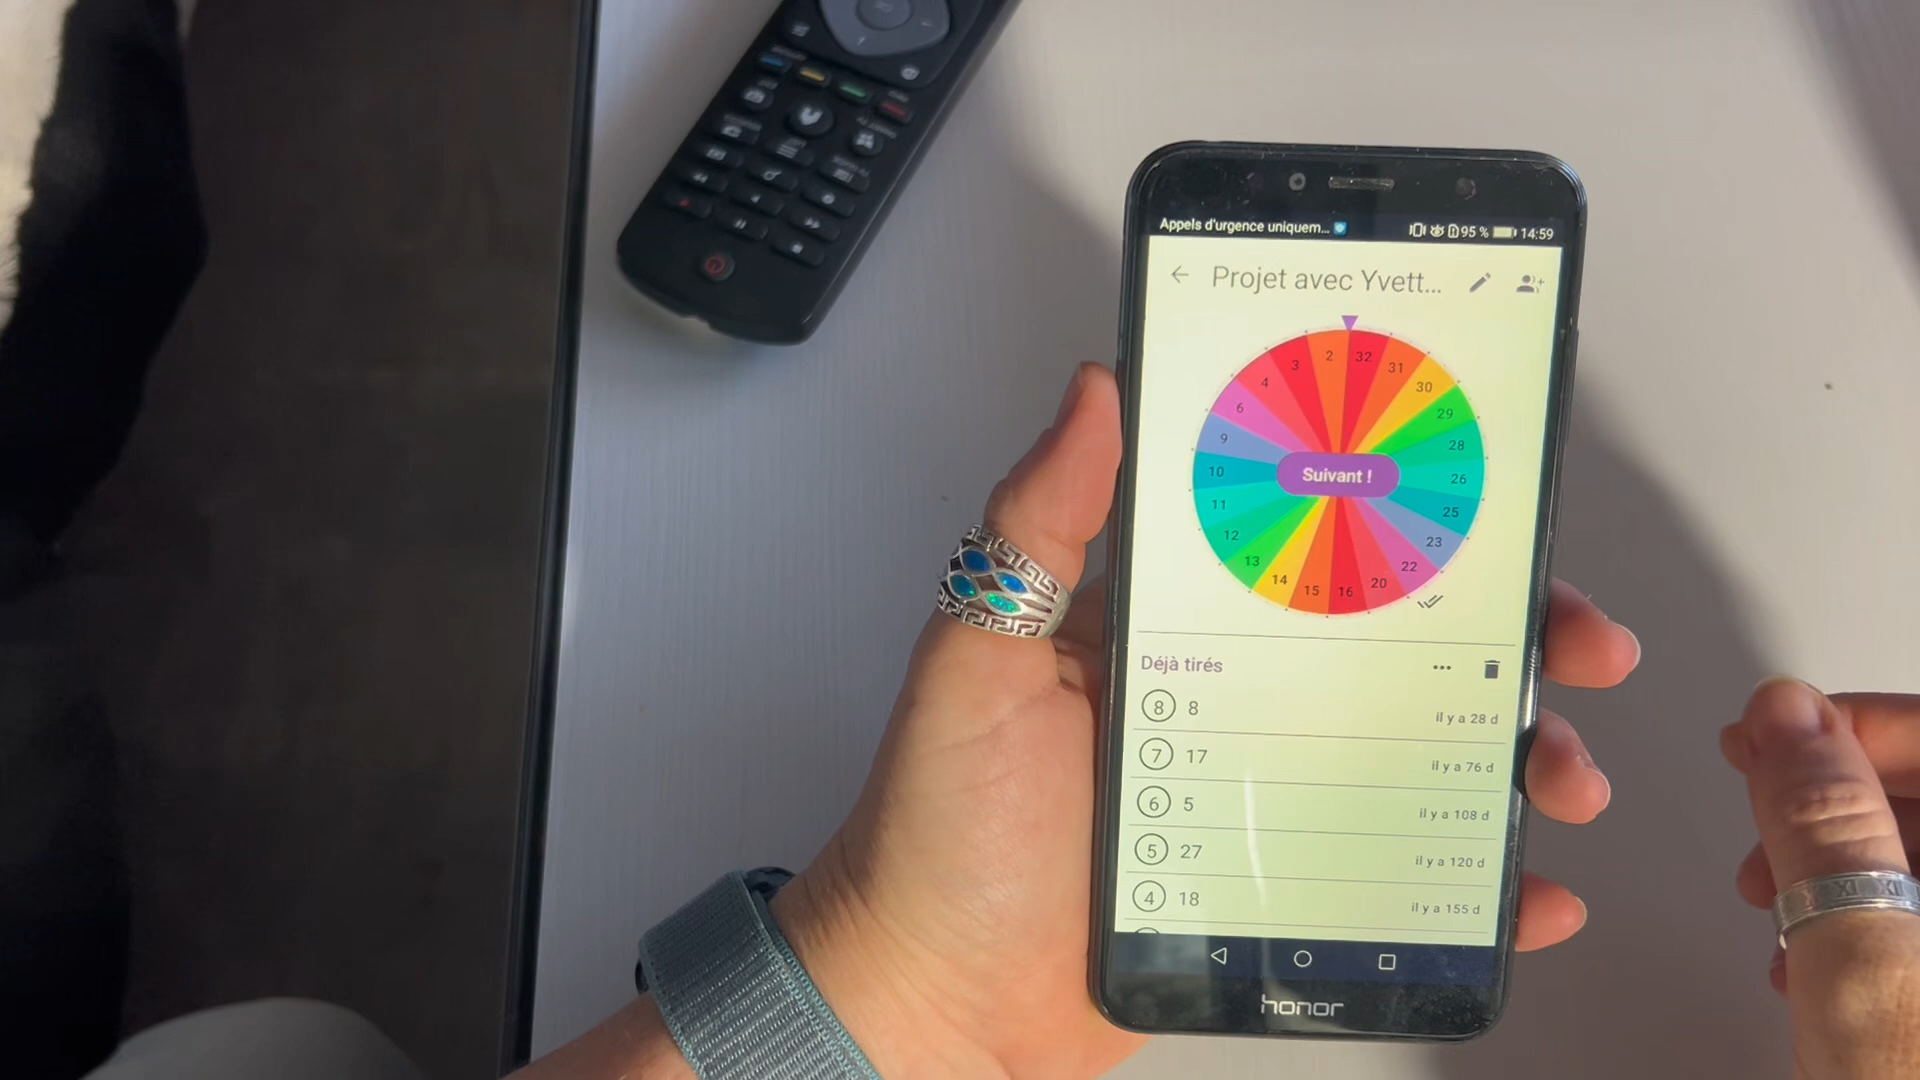 Appels d'urgence uniquem... 95 % 14:59
Projet avec Yvett...
2
32
31
30
29
28
26
25
23
22
20
16
15
14
13
12
11
10
9
6
4
3
Suivant !
Déjà tirés
8 8 il y a 28 d
7 17 il y a 76 d
6 5 il y a 108 d
5 27 il y a 120 d
4 18 il y a 155 d
honor
XI XII